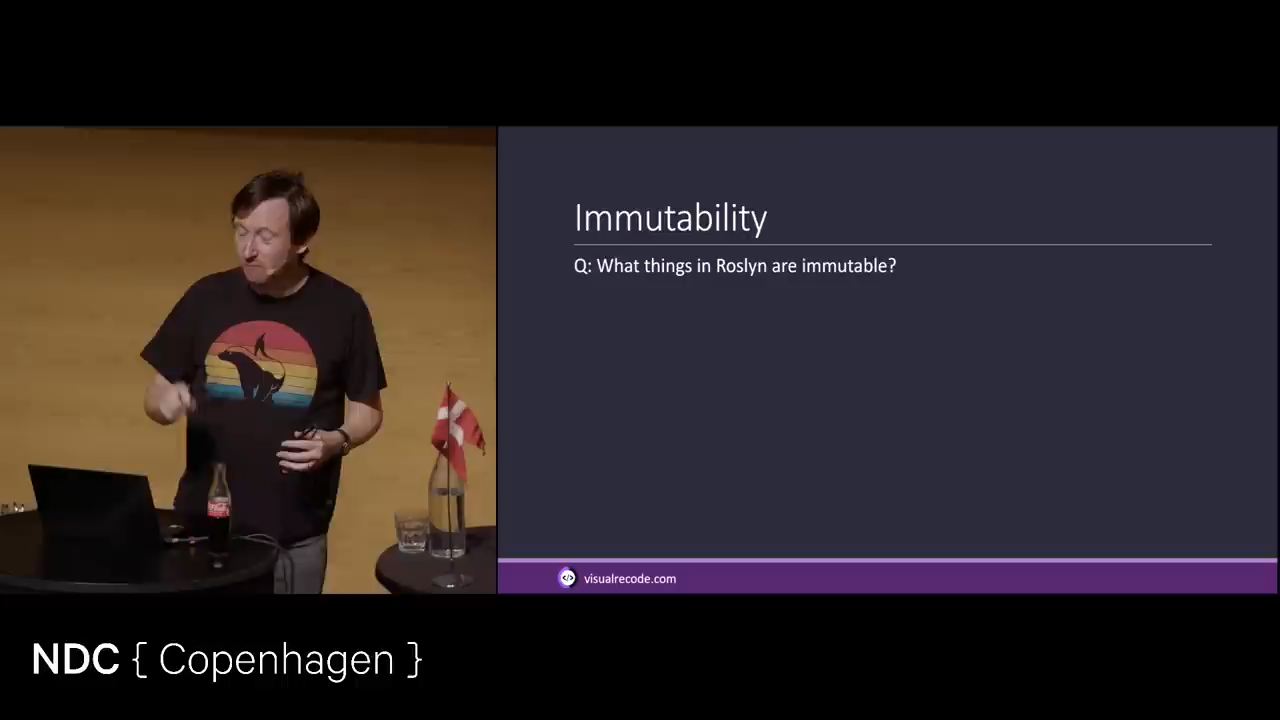 Immutability
Q: What things in Roslyn are immutable?
</> visualrecode.com
NDC { Copenhagen }